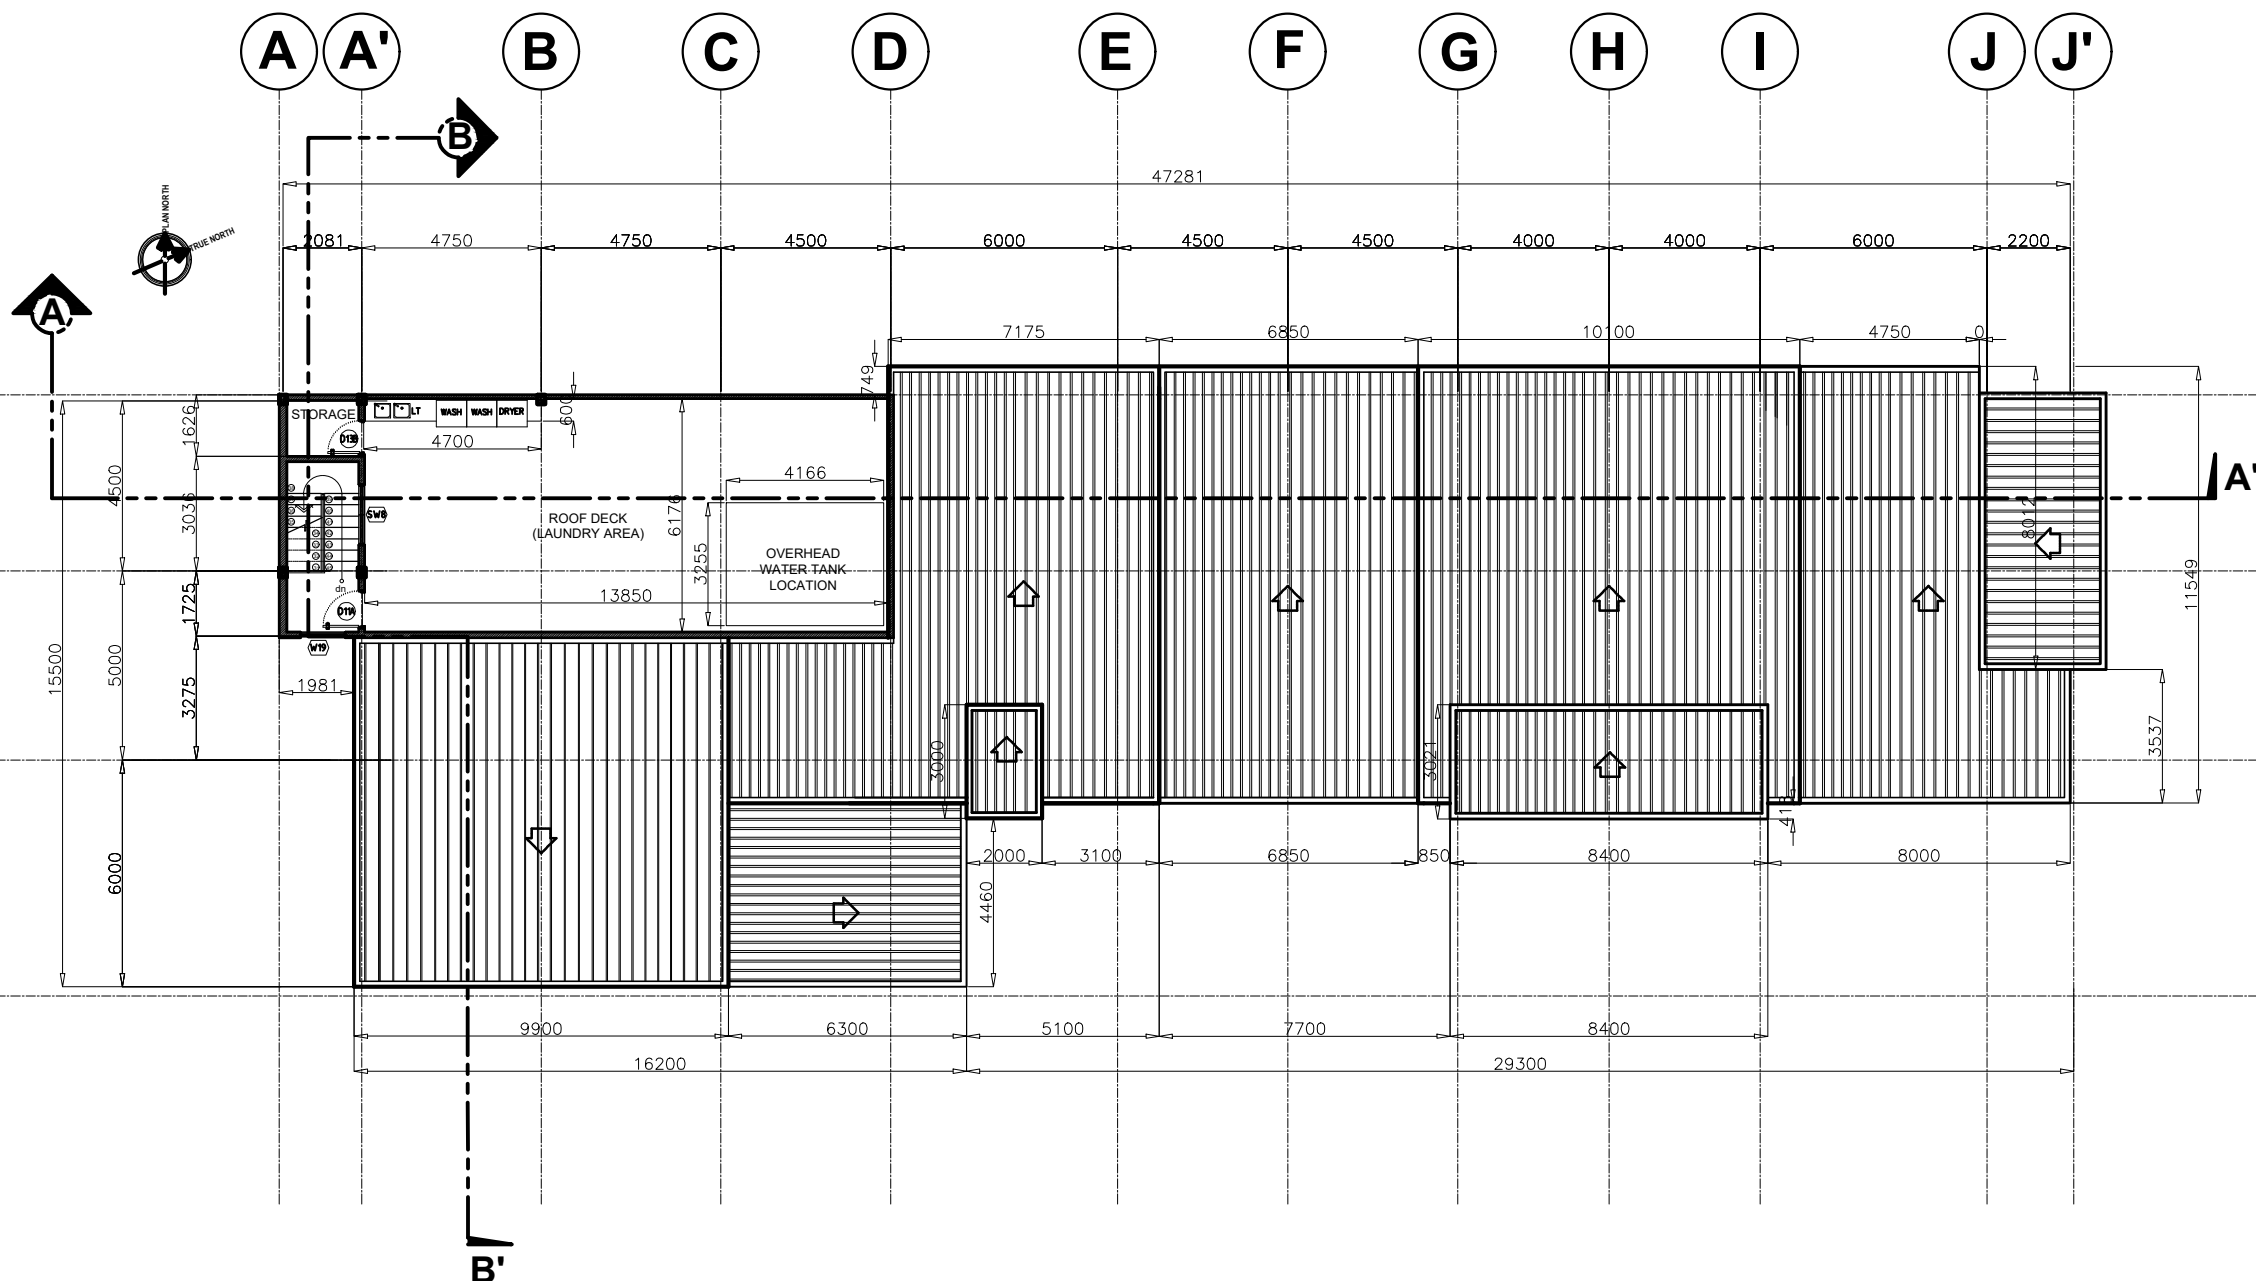 A A' B C D E F G H I J J'
B
47281
PLAN NORTH
TRUE NORTH
2081 4750 4750 4500 6000 4500 4500 4000 4000 6000 2200
A
7175 6850 10100 4750 0
749
STORAGE
LT
WASH WASH DRYER
600
1626
D13B
4700
4500
4166
A'
3036
SW8
ROOF DECK
(LAUNDRY AREA)
6176
8012
3255
OVERHEAD
WATER TANK
LOCATION
11549
dn
13850
1725
D11A
W19
15500
5000
3275
1981
3537
3000
3021
418
6000
2000 3100 6850 850 8400 8000
4460
9900 6300 5100 7700 8400
16200 29300
B'